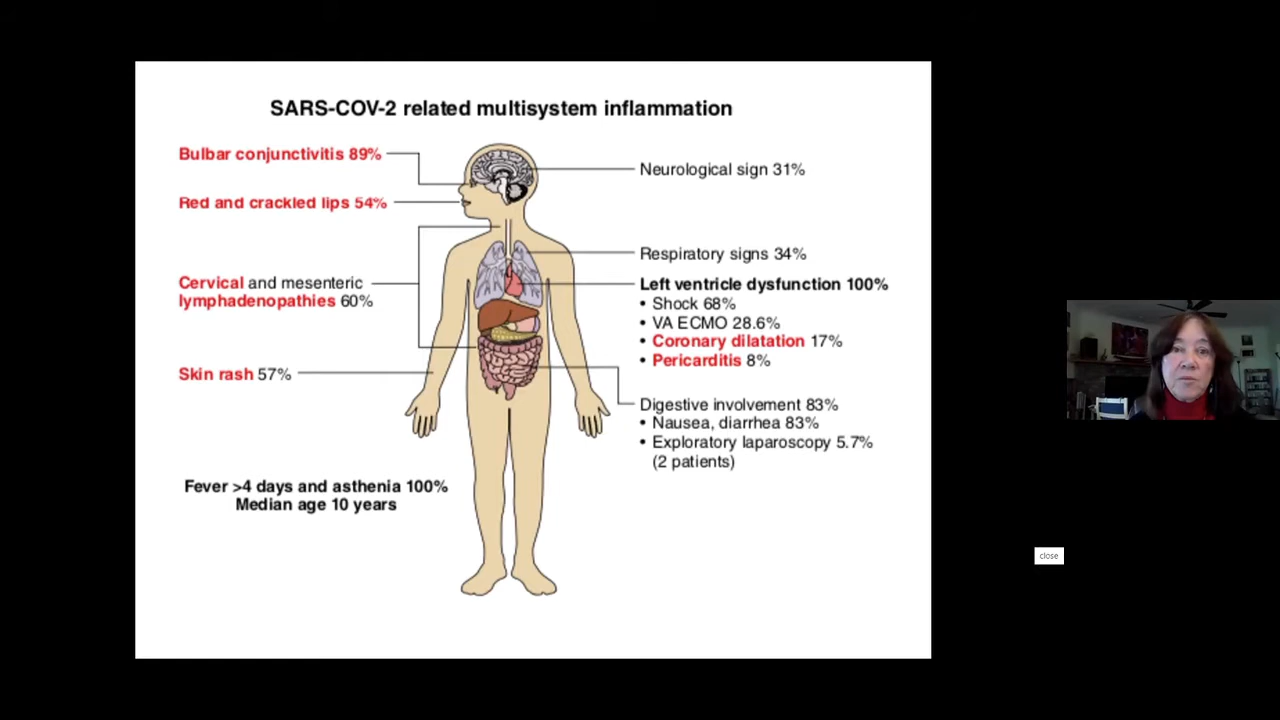 SARS-COV-2 related multisystem inflammation
Bulbar conjunctivitis 89%
Red and crackled lips 54%
Cervical and mesenteric
lymphadenopathies 60%
Skin rash 57%
Fever >4 days and asthenia 100%
Median age 10 years
Neurological sign 31%
Respiratory signs 34%
Left ventricle dysfunction 100%
• Shock 68%
• VA ECMO 28.6%
• Coronary dilatation 17%
• Pericarditis 8%
Digestive involvement 83%
• Nausea, diarrhea 83%
• Exploratory laparoscopy 5.7%
(2 patients)
close